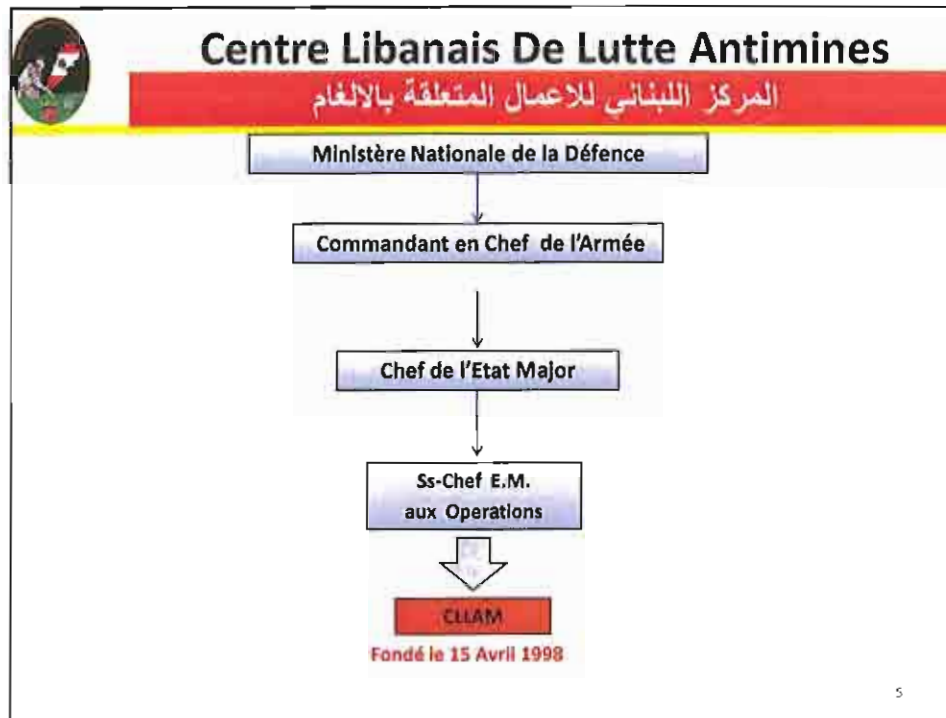 Centre Libanais De Lutte Antimines
المركز اللبناني للاعمال المتعلقة بالالغام
Ministère Nationale de la Défence
Commandant en Chef de l'Armée
Chef de l'Etat Major
Ss-Chef E.M.
aux Operations
CLLAM
Fondé le 15 Avril 1998
5